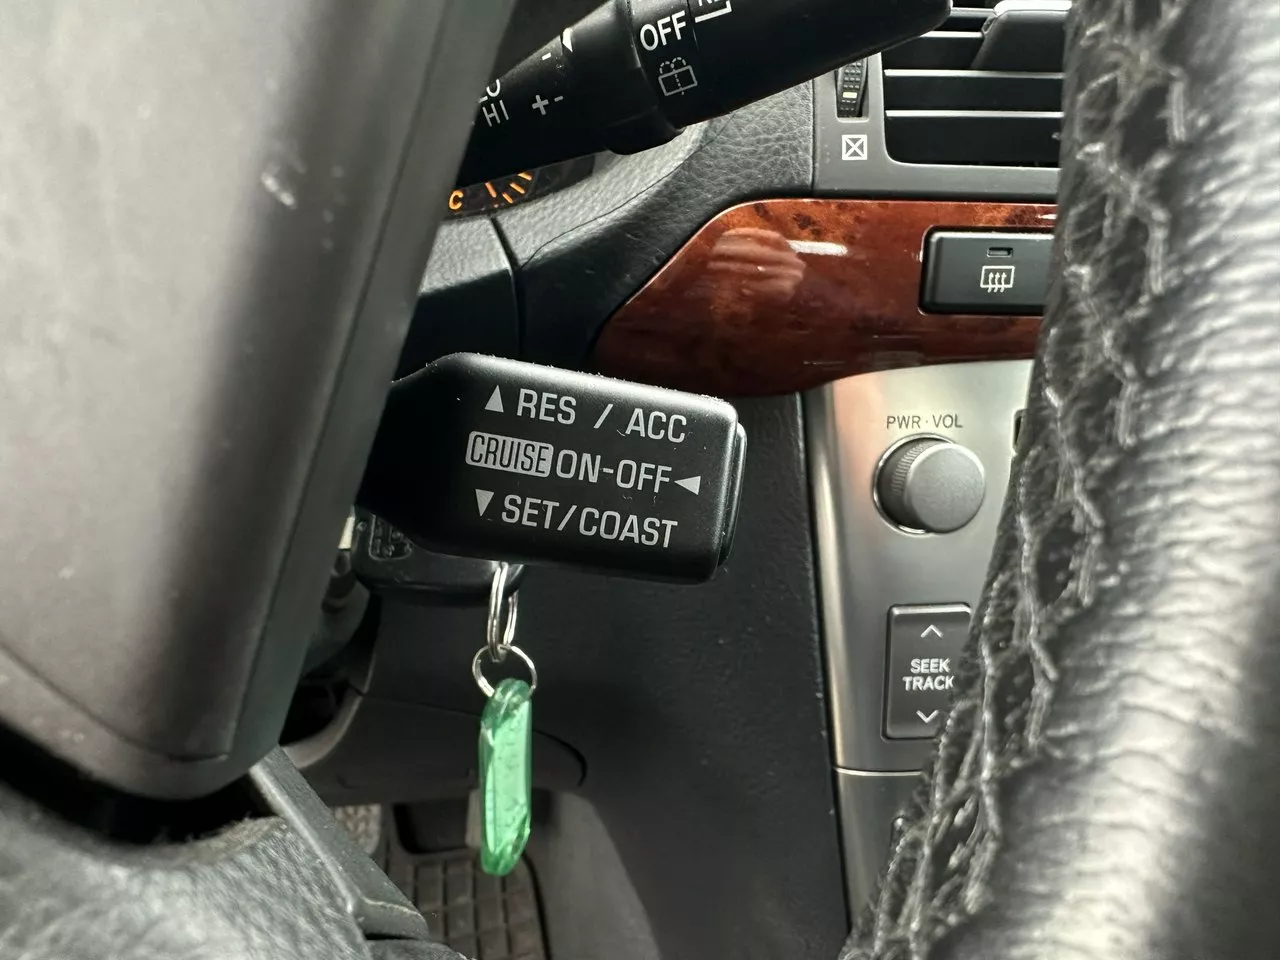 OFF
HI
+-
C
PWR·VOL
▲ RES / ACC
CRUISE ON-OFF ◄
▼ SET/COAST
SEEK
TRACK